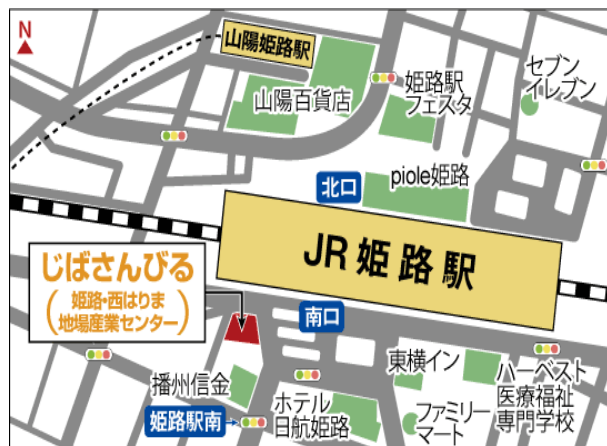 N
山陽姫路駅
山陽百貨店
姫路駅
フェスタ
セブン
イレブン
北口
piole姫路
JR姫路駅
じばさんびる
(姫路・西はりま
地場産業センター)
南口
播州信金
姫路駅南
ホテル
日航姫路
東横イン
ファミリー
マート
ハーベスト
医療福祉
専門学校